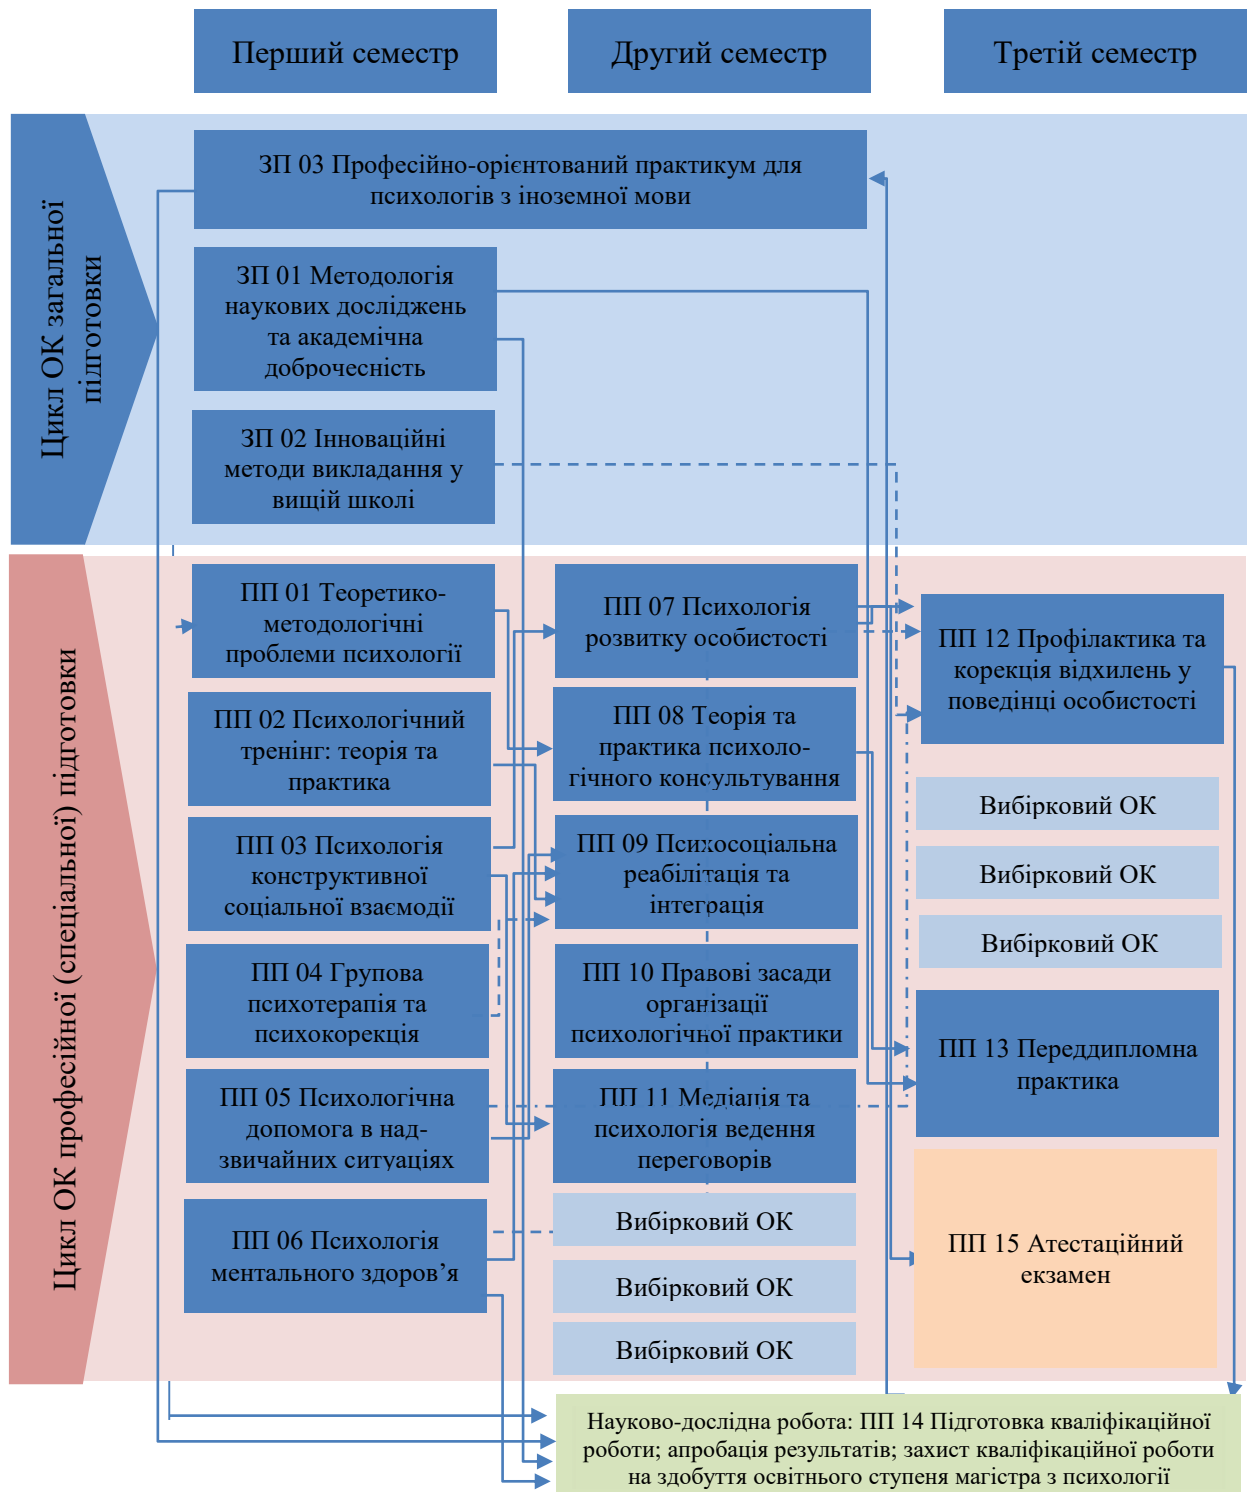 Перший семестр
Другий семестр
Третій семестр
Цикл ОК загальної
підготовки
ЗП 03 Професійно-орієнтований практикум для
психологів з іноземної мови
ЗП 01 Методологія
наукових досліджень
та академічна
доброчесність
ЗП 02 Інноваційні
методи викладання у
вищій школі
Цикл ОК професійної (спеціальної) підготовки
ПП 01 Теоретико-
методологічні
проблеми психології
ПП 02 Психологічний
тренінг: теорія та
практика
ПП 03 Психологія
конструктивної
соціальної взаємодії
ПП 04 Групова
психотерапія та
психокорекція
ПП 05 Психологічна
допомога в над-
звичайних ситуаціях
ПП 06 Психологія
ментального здоров’я
ПП 07 Психологія
розвитку особистості
ПП 08 Теорія та
практика психоло-
гічного консультування
ПП 09 Психосоціальна
реабілітація та
інтеграція
ПП 10 Правові засади
організації
психологічної практики
ПП 11 Медіація та
психологія ведення
переговорів
Вибірковий ОК
Вибірковий ОК
Вибірковий ОК
ПП 12 Профілактика та
корекція відхилень у
поведінці особистості
Вибірковий ОК
Вибірковий ОК
Вибірковий ОК
ПП 13 Переддипломна
практика
ПП 15 Атестаційний
екзамен
Науково-дослідна робота: ПП 14 Підготовка кваліфікаційної
роботи; апробація результатів; захист кваліфікаційної роботи
на здобуття освітнього ступеня магістра з психології